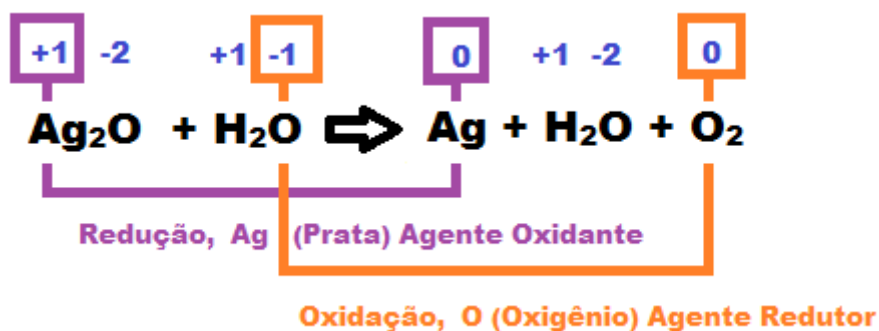 +1 -2 +1 -1 0 +1 -2 0
Ag₂O + H₂O ⇨ Ag + H₂O + O₂
Redução, Ag (Prata) Agente Oxidante
Oxidação, O (Oxigênio) Agente Redutor